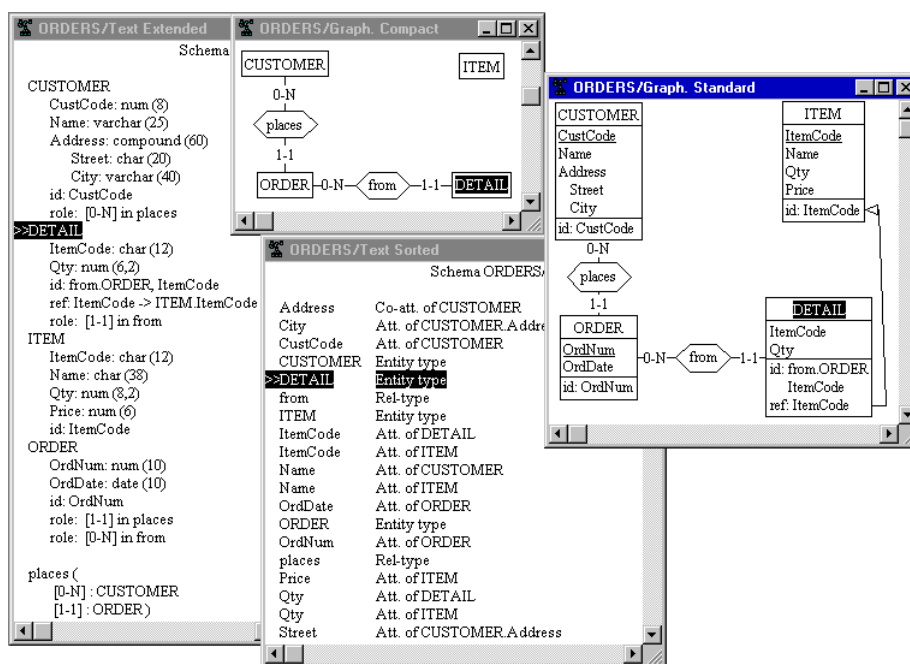 ORDERS/Text Extended
Schema
CUSTOMER
CustCode: num (8)
Name: varchar (25)
Address: compound (60)
Street: char (20)
City: varchar (40)
id: CustCode
role: [0-N] in places
>>DETAIL
ItemCode: char (12)
Qty: num (6,2)
id: from.ORDER, ItemCode
ref: ItemCode -> ITEM.ItemCode
role: [1-1] in from
ITEM
ItemCode: char (12)
Name: char (38)
Qty: num (8,2)
Price: num (6)
id: ItemCode
ORDER
OrdNum: num (10)
OrdDate: date (10)
id: OrdNum
role: [1-1] in places
role: [0-N] in from
places (
[0-N] : CUSTOMER
[1-1] : ORDER )
ORDERS/Graph. Compact
CUSTOMER
ITEM
0-N
places
1-1
ORDER 0-N from 1-1 DETAIL
ORDERS/Text Sorted
Schema ORDERS/
Address Co-att. of CUSTOMER
City Att. of CUSTOMER.Addre
CustCode Att. of CUSTOMER
CUSTOMER Entity type
>>DETAIL Entity type
from Rel-type
ITEM Entity type
ItemCode Att. of DETAIL
ItemCode Att. of ITEM
Name Att. of CUSTOMER
Name Att. of ITEM
OrdDate Att. of ORDER
ORDER Entity type
OrdNum Att. of ORDER
places Rel-type
Price Att. of ITEM
Qty Att. of DETAIL
Qty Att. of ITEM
Street Att. of CUSTOMER.Address
ORDERS/Graph. Standard
CUSTOMER
CustCode
Name
Address
Street
City
id: CustCode
0-N
places
1-1
ORDER
OrdNum
OrdDate
id: OrdNum
0-N from 1-1
ITEM
ItemCode
Name
Qty
Price
id: ItemCode
DETAIL
ItemCode
Qty
id: from.ORDER
ItemCode
ref: ItemCode